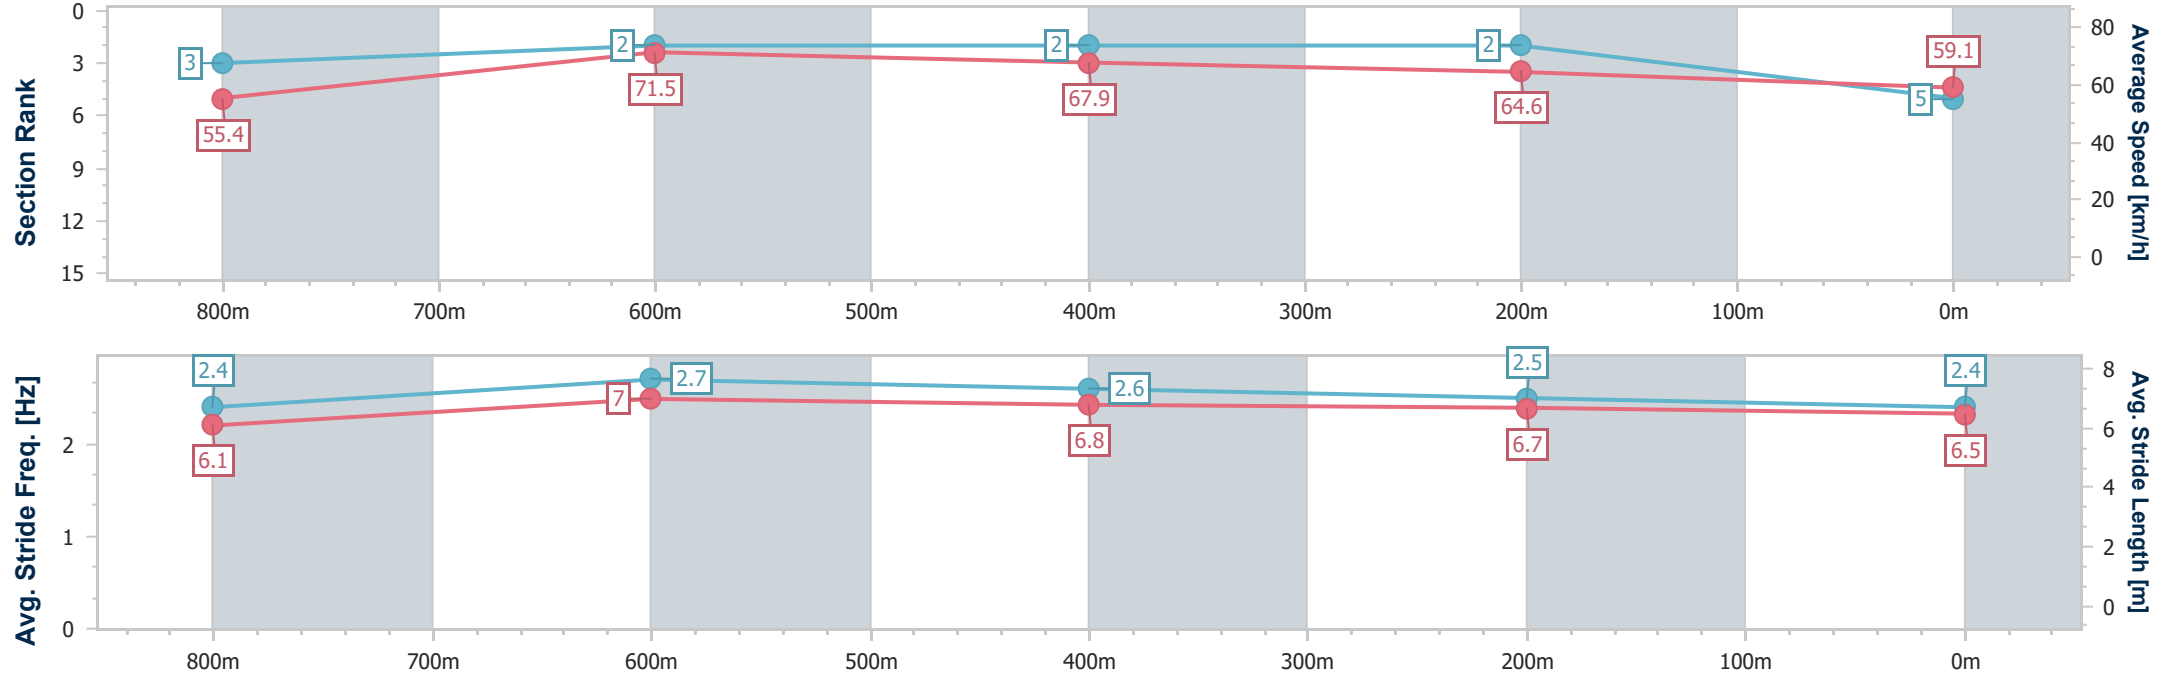 Section Rank
0
3
6
9
12
15
3
2
2
2
5
55.4
71.5
67.9
64.6
59.1
80
60
40
20
0
Average Speed [km/h]
800m
700m
600m
500m
400m
300m
200m
100m
0m
Avg. Stride Freq. [Hz]
2
1
0
2.4
2.7
2.6
2.5
2.4
6.1
7
6.8
6.7
6.5
8
6
4
2
0
Avg. Stride Length [m]
800m
700m
600m
500m
400m
300m
200m
100m
0m